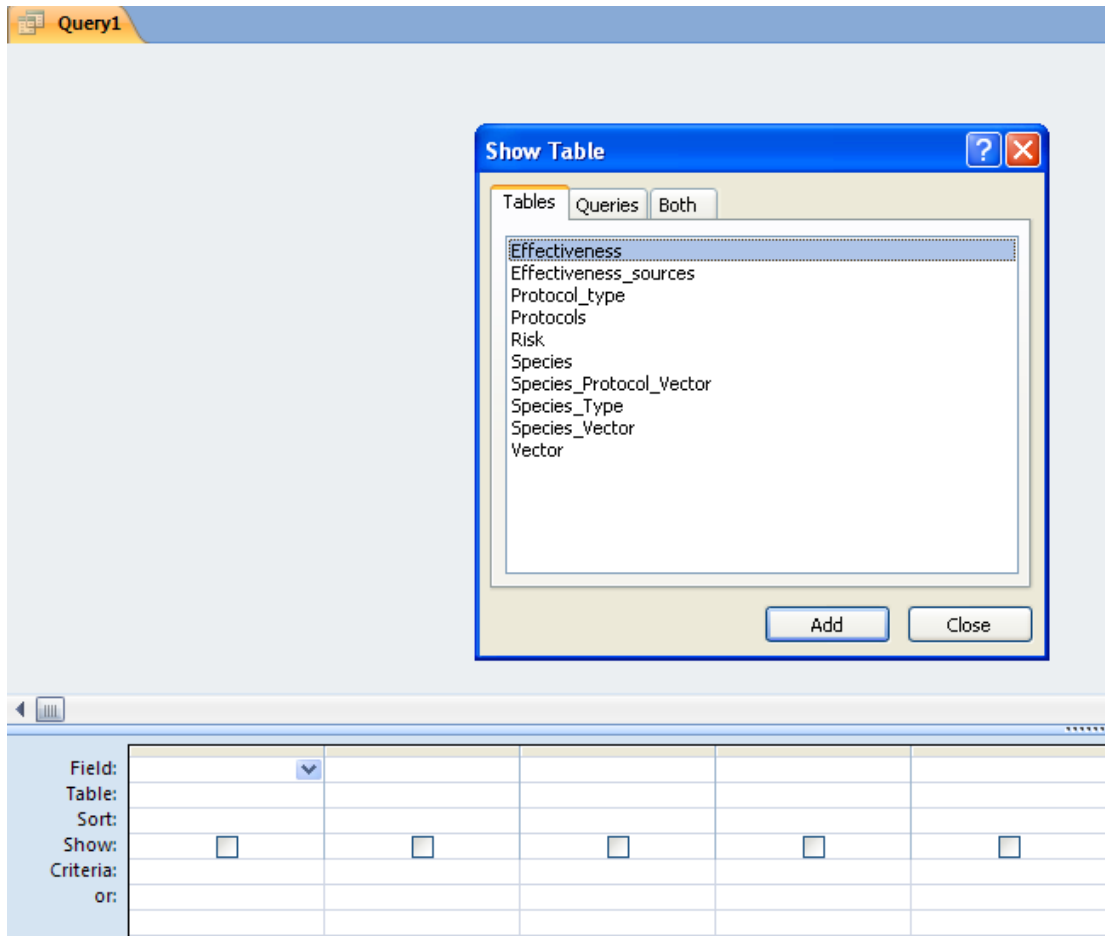 Query1
Show Table
?
Tables Queries Both
Effectiveness
Effectiveness_sources
Protocol_type
Protocols
Risk
Species
Species_Protocol_Vector
Species_Type
Species_Vector
Vector
Add Close
Field:
Table:
Sort:
Show:
Criteria:
or: